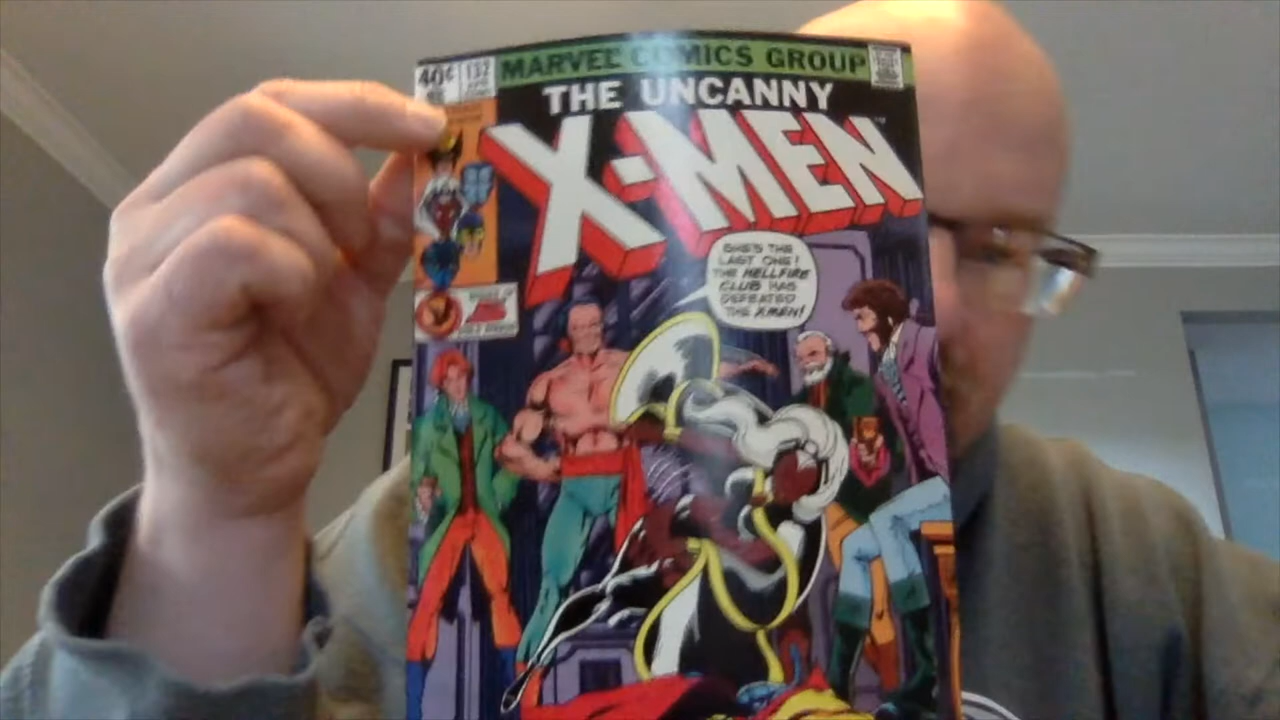 40¢ 132 MARVEL COMICS GROUP
THE UNCANNY
X-MEN
SHE'S THE
LAST ONE!
THE HELLFIRE
CLUB HAS
DEFEATED
THE X-MEN!